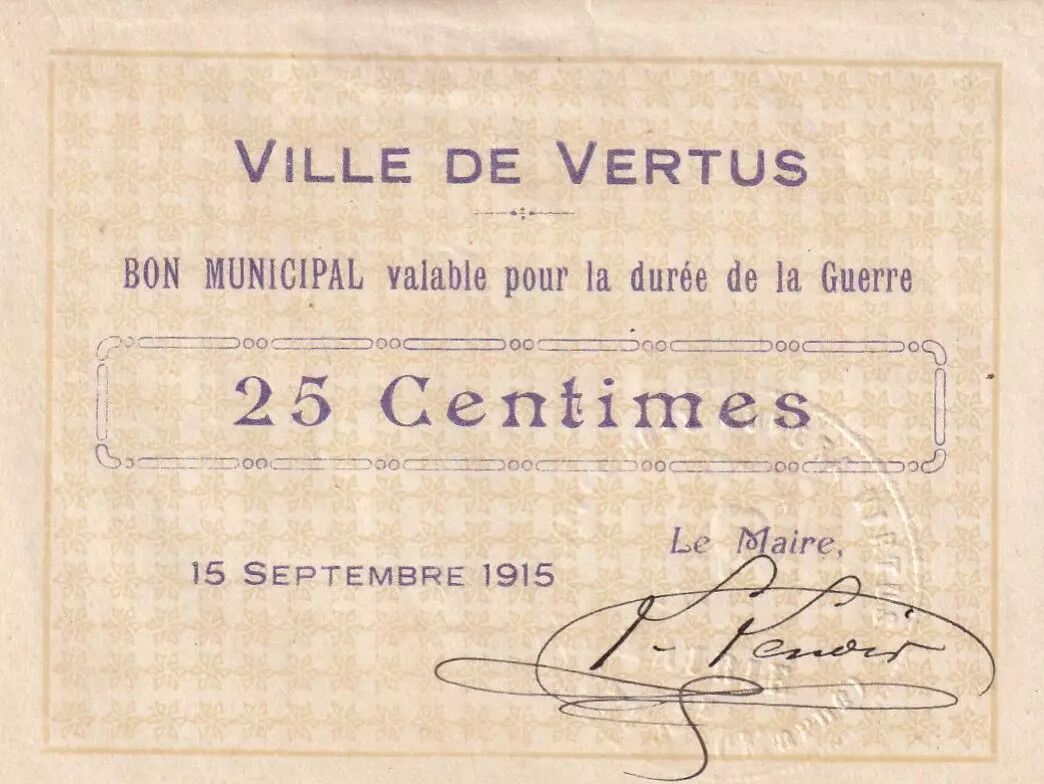 VILLE DE VERTUS
BON MUNICIPAL valable pour la durée de la Guerre
25 Centimes
Le Maire,
15 SEPTEMBRE 1915